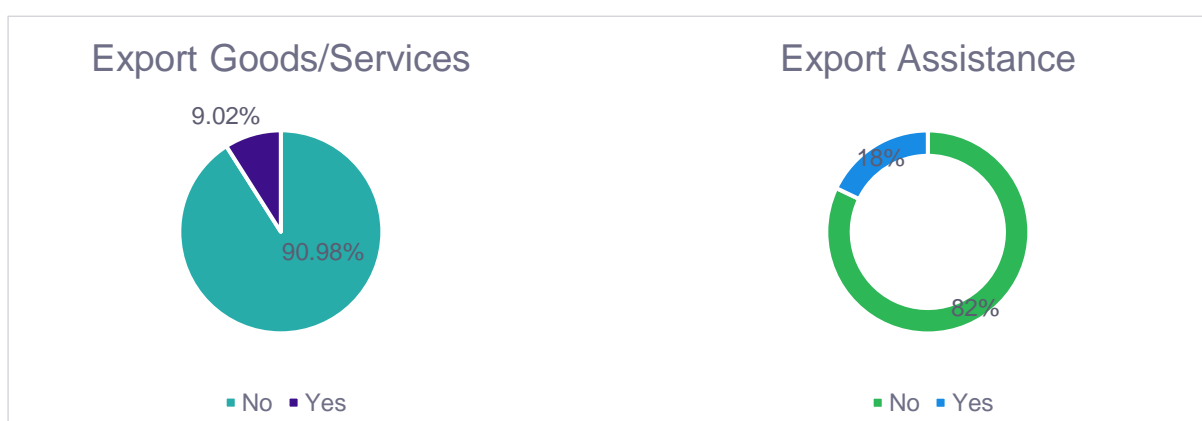 Export Goods/Services
9.02%
90.98%
No Yes
Export Assistance
18%
82%
No Yes